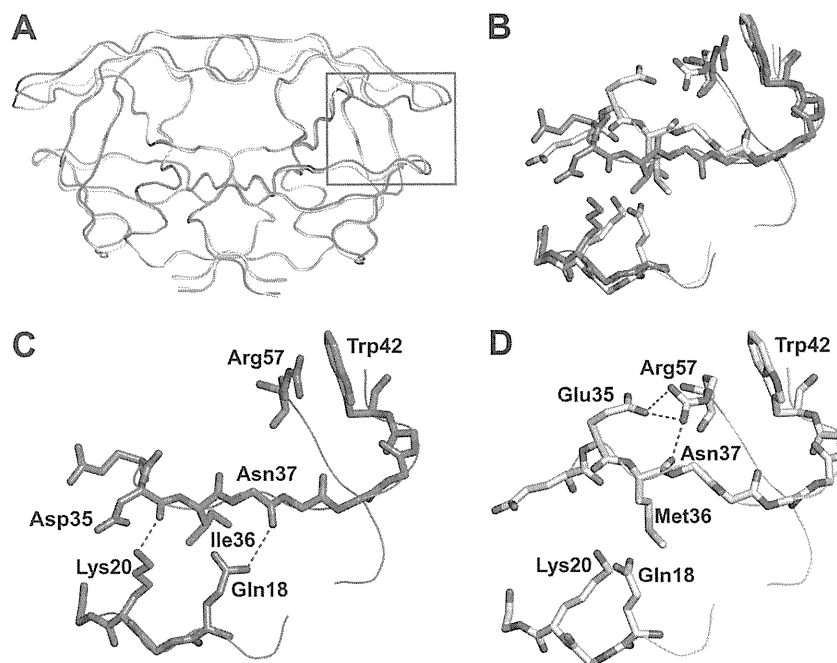 A
B
C
Arg57
Trp42
Asn37
Asp35
Ile36
Lys20
Gln18
D
Trp42
Arg57
Glu35
Asn37
Met36
Lys20
Gln18